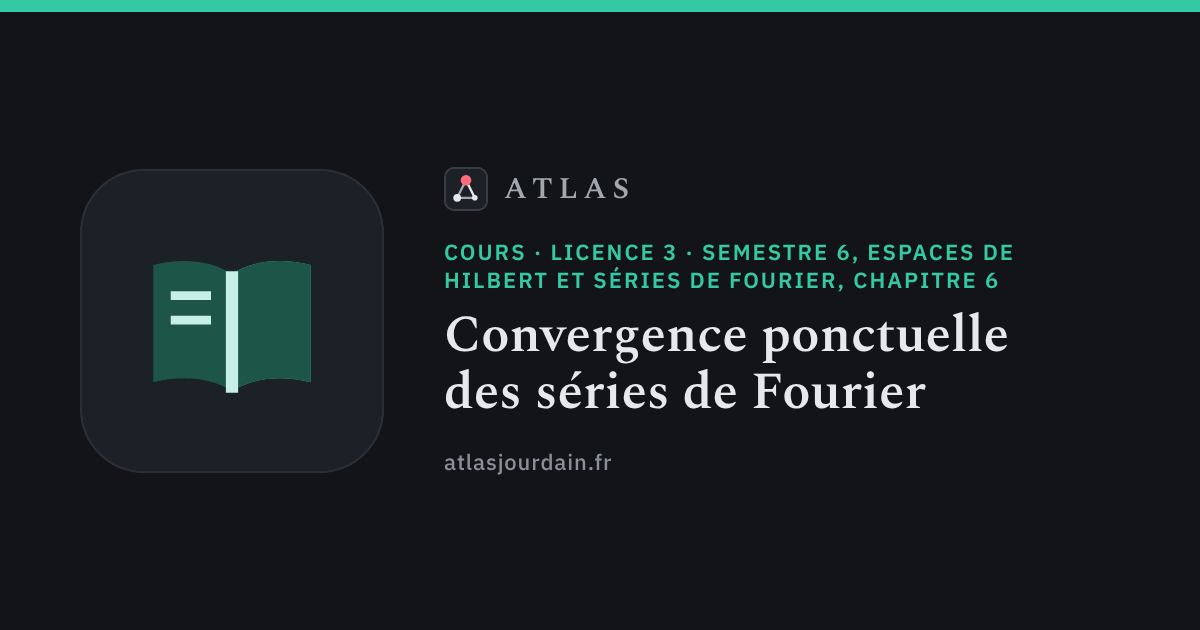 ATLAS
COURS · LICENCE 3 · SEMESTRE 6, ESPACES DE
HILBERT ET SÉRIES DE FOURIER, CHAPITRE 6
Convergence ponctuelle
des séries de Fourier
atlasjourdain.fr